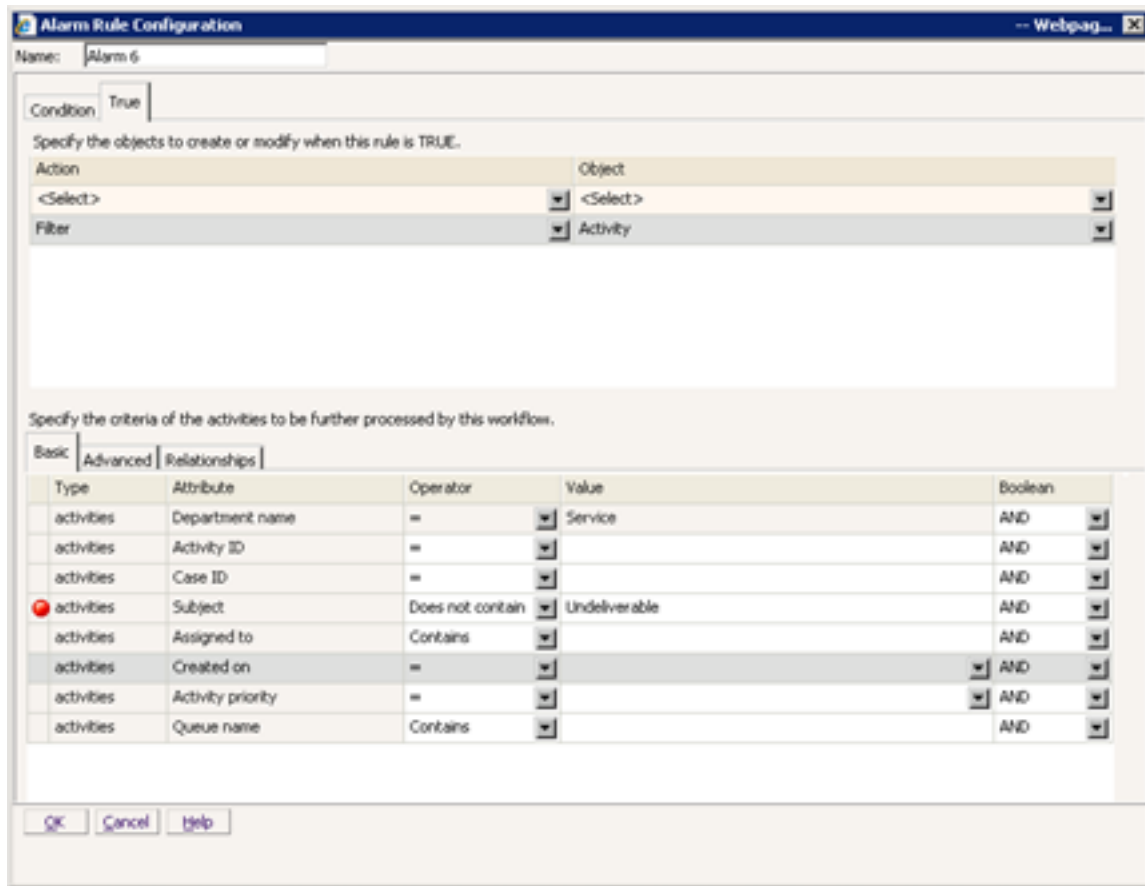 Alarm Rule Configuration -- Webpag...
Name: Alarm 6
Condition True
Specify the objects to create or modify when this rule is TRUE.
Action Object
<Select> <Select>
Filter Activity
Specify the criteria of the activities to be further processed by this workflow.
Basic Advanced Relationships
Type Attribute Operator Value Boolean
activities Department name = Service AND
activities Activity ID = AND
activities Case ID = AND
activities Subject Does not contain Undeliverable AND
activities Assigned to Contains AND
activities Created on = AND
activities Activity priority = AND
activities Queue name Contains AND
OK Cancel Help